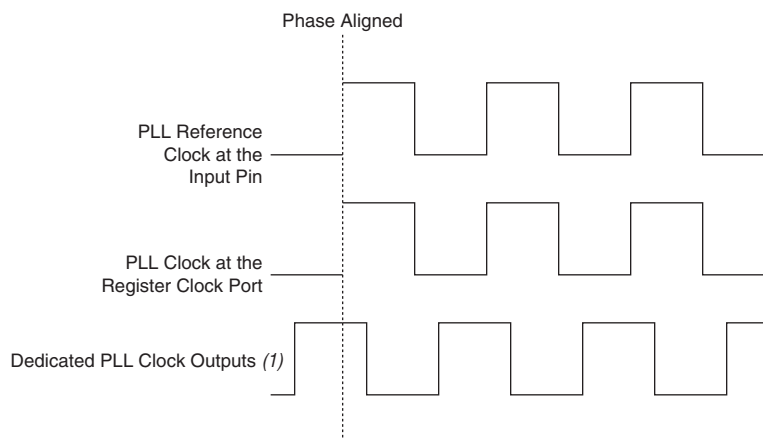 Phase Aligned
PLL Reference
Clock at the
Input Pin
PLL Clock at the
Register Clock Port
Dedicated PLL Clock Outputs (1)